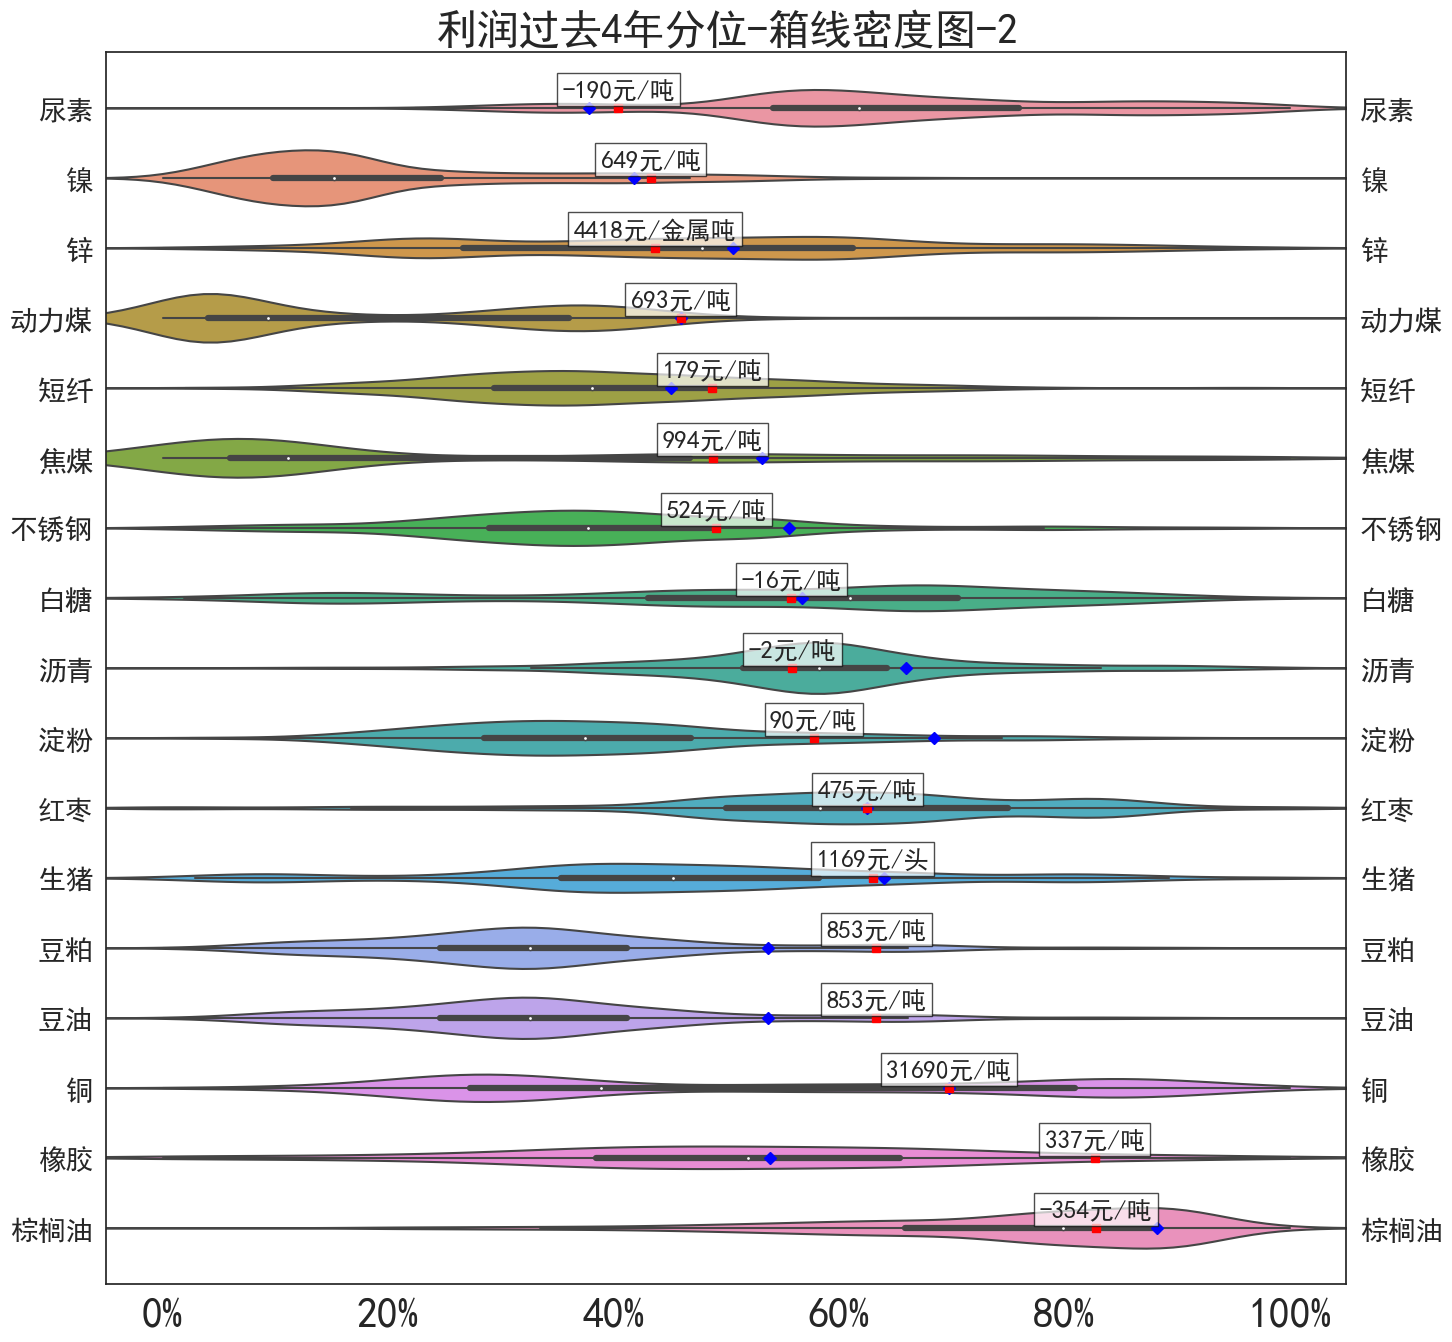 利润过去4年分位-箱线密度图-2
尿素 -190元/吨 尿素
镍 649元/吨 镍
锌 4418元/金属吨 锌
动力煤 693元/吨 动力煤
短纤 179元/吨 短纤
焦煤 994元/吨 焦煤
不锈钢 524元/吨 不锈钢
白糖 -16元/吨 白糖
沥青 -2元/吨 沥青
淀粉 90元/吨 淀粉
红枣 475元/吨 红枣
生猪 1169元/头 生猪
豆粕 853元/吨 豆粕
豆油 853元/吨 豆油
铜 31690元/吨 铜
橡胶 337元/吨 橡胶
棕榈油 -354元/吨 棕榈油
0% 20% 40% 60% 80% 100%